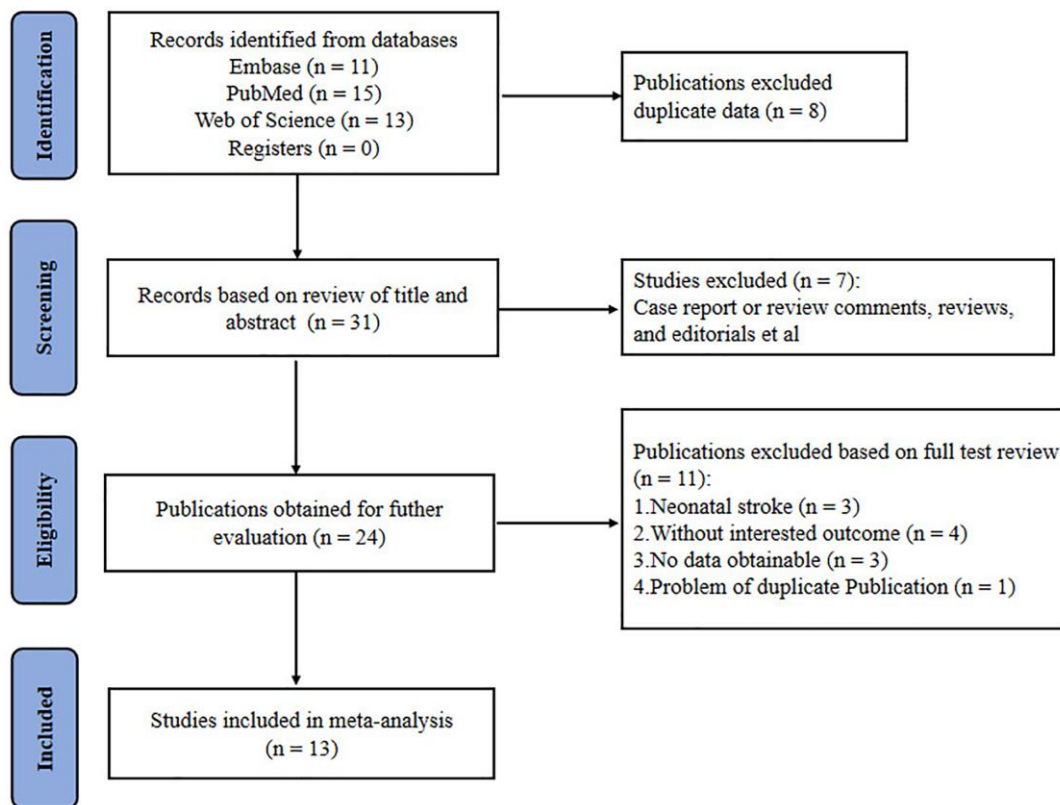 Identification
Records identified from databases
Embase (n = 11)
PubMed (n = 15)
Web of Science (n = 13)
Registers (n = 0)
Publications excluded
duplicate data (n = 8)
Screening
Records based on review of title and
abstract (n = 31)
Studies excluded (n = 7):
Case report or review comments, reviews,
and editorials et al
Eligibility
Publications obtained for futher
evaluation (n = 24)
Publications excluded based on full test review
(n = 11):
1.Neonatal stroke (n = 3)
2.Without interested outcome (n = 4)
3.No data obtainable (n = 3)
4.Problem of duplicate Publication (n = 1)
Included
Studies included in meta-analysis
(n = 13)